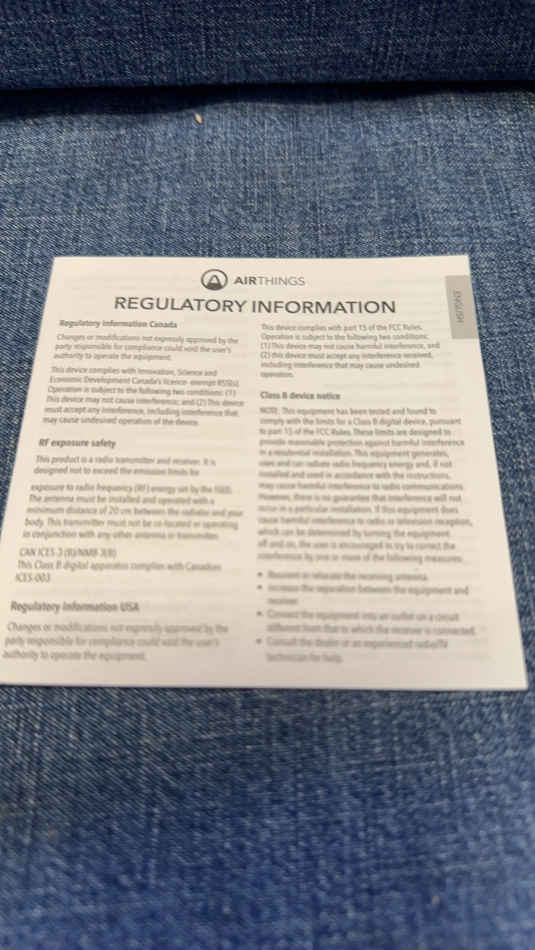 AIRTHINGS
REGULATORY INFORMATION
ENGLISH
Regulatory Information Canada
Changes or modifications not expressly approved by the
party responsible for compliance could void the user's
authority to operate the equipment.
This device complies with Innovation, Science and
Economic Development Canada's licence- exempt RSS(s).
Operation is subject to the following two conditions: (1)
This device may not cause interference; and (2) This device
must accept any interference, including interference that
may cause undesired operation of the device.
RF exposure safety
This product is a radio transmitter and receiver. It is
designed not to exceed the emission limits for
exposure to radio frequency (RF) energy set by the
The antenna must be installed and operated with a
minimum distance of 20 cm between the radiator and your
body. This transmitter must not be co-located or operating
in conjunction with any other antenna or transmitter.
CAN ICES-3 (B)/NMB-3(B)
This Class B digital apparatus complies with Canadian
ICES-003
Regulatory Information USA
Changes or modifications not expressly approved by the
party responsible for compliance could void the user's
authority to operate the equipment.
This device complies with part 15 of the FCC Rules.
Operation is subject to the following two conditions:
(1) This device may not cause harmful interference, and
(2) this device must accept any interference received,
including interference that may cause undesired
operation.
Class B device notice
NOTE: This equipment has been tested and found to
comply with the limits for a Class B digital device, pursuant
to part 15 of the FCC Rules. These limits are designed to
provide reasonable protection against harmful interference
in a residential installation. This equipment generates,
uses and can radiate radio frequency energy and, if not
installed and used in accordance with the instructions,
may cause harmful interference to radio communications.
However, there is no guarantee that interference will not
occur in a particular installation. If this equipment does
cause harmful interference to radio or television reception,
which can be determined by turning the equipment
off and on, the user is encouraged to try to correct the
interference by one or more of the following measures:
• Reorient or relocate the receiving antenna.
• Increase the separation between the equipment and
receiver.
• Connect the equipment into an outlet on a circuit
different from that to which the receiver is connected.
• Consult the dealer or an experienced radio/TV
technician for help.